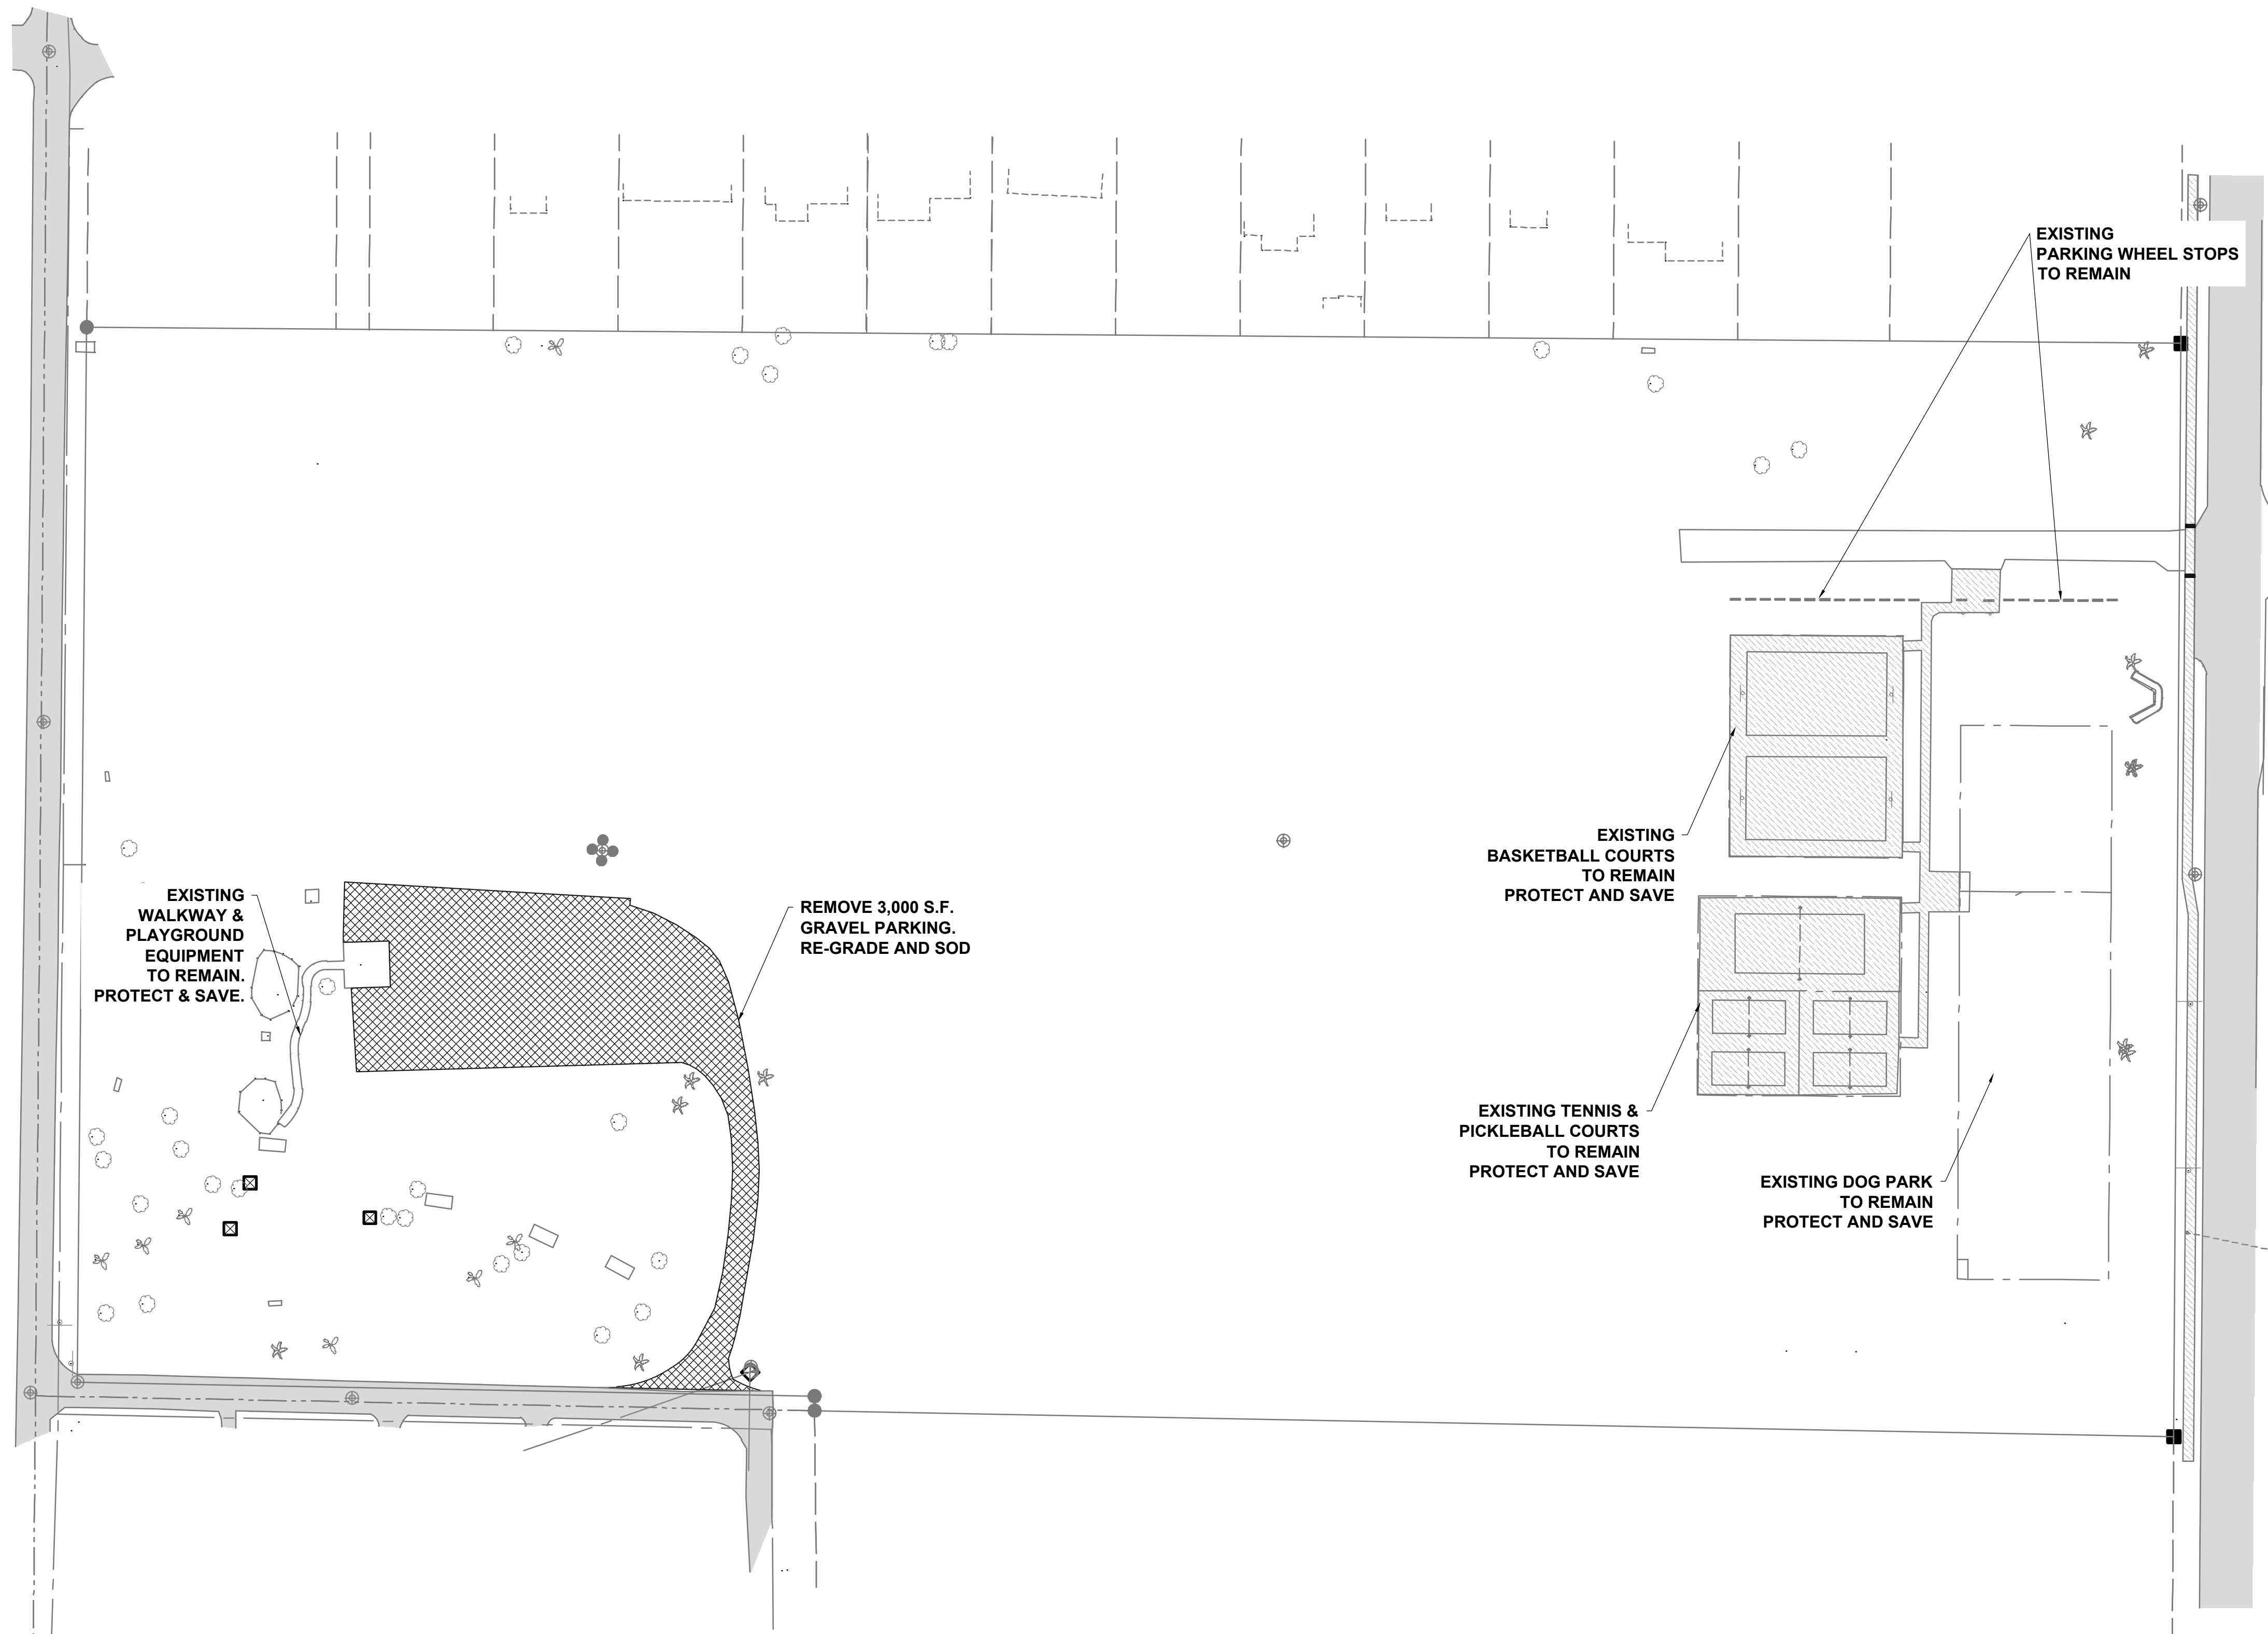 EXISTING
PARKING WHEEL STOPS
TO REMAIN
EXISTING
BASKETBALL COURTS
TO REMAIN
PROTECT AND SAVE
EXISTING
WALKWAY &
PLAYGROUND
EQUIPMENT
TO REMAIN.
PROTECT & SAVE.
REMOVE 3,000 S.F.
GRAVEL PARKING.
RE-GRADE AND SOD
EXISTING TENNIS &
PICKLEBALL COURTS
TO REMAIN
PROTECT AND SAVE
EXISTING DOG PARK
TO REMAIN
PROTECT AND SAVE